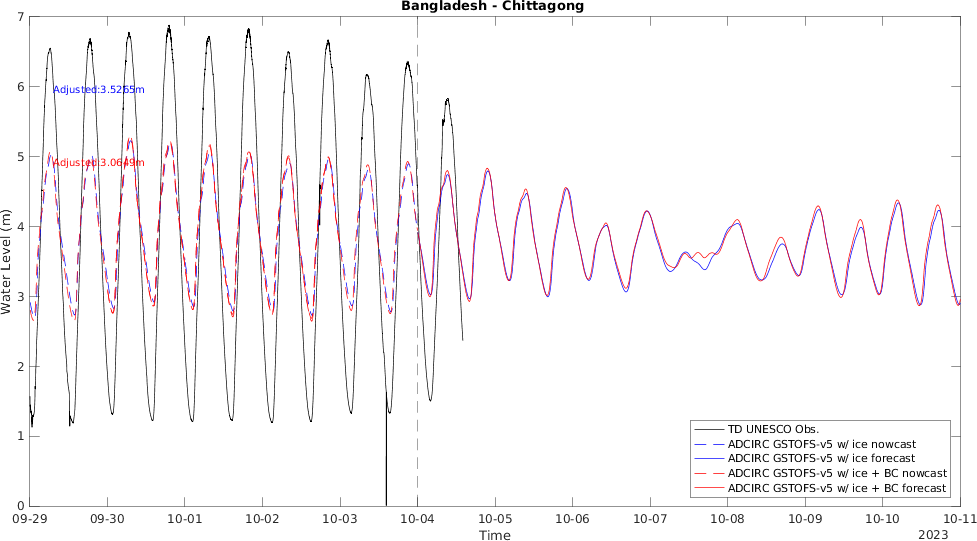 Bangladesh - Chittagong
7
6
5
4
3
2
1
0
Water Level (m)
Adjusted:3.5265m
Adjusted:3.0649m
TD UNESCO Obs.
ADCIRC GSTOFS-v5 w/ ice nowcast
ADCIRC GSTOFS-v5 w/ ice forecast
ADCIRC GSTOFS-v5 w/ ice + BC nowcast
ADCIRC GSTOFS-v5 w/ ice + BC forecast
09-29 09-30 10-01 10-02 10-03 10-04 10-05 10-06 10-07 10-08 10-09 10-10 10-11
Time
2023